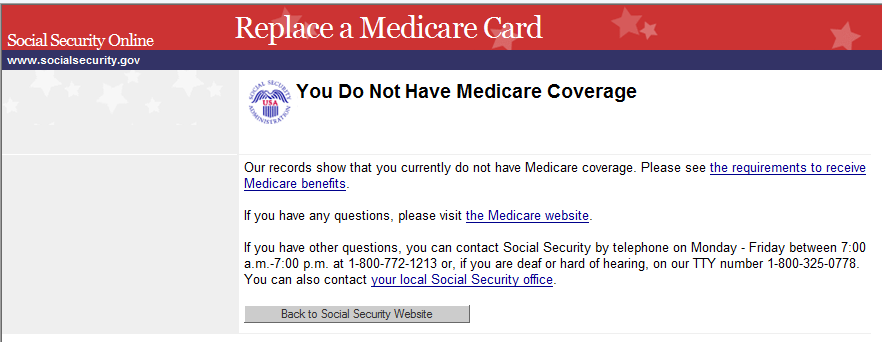 Replace a Medicare Card
Social Security Online
www.socialsecurity.gov
SOCIAL SECURITY ADMINISTRATION
USA
You Do Not Have Medicare Coverage
Our records show that you currently do not have Medicare coverage. Please see the requirements to receive
Medicare benefits.
If you have any questions, please visit the Medicare website.
If you have other questions, you can contact Social Security by telephone on Monday - Friday between 7:00
a.m.-7:00 p.m. at 1-800-772-1213 or, if you are deaf or hard of hearing, on our TTY number 1-800-325-0778.
You can also contact your local Social Security office.
Back to Social Security Website